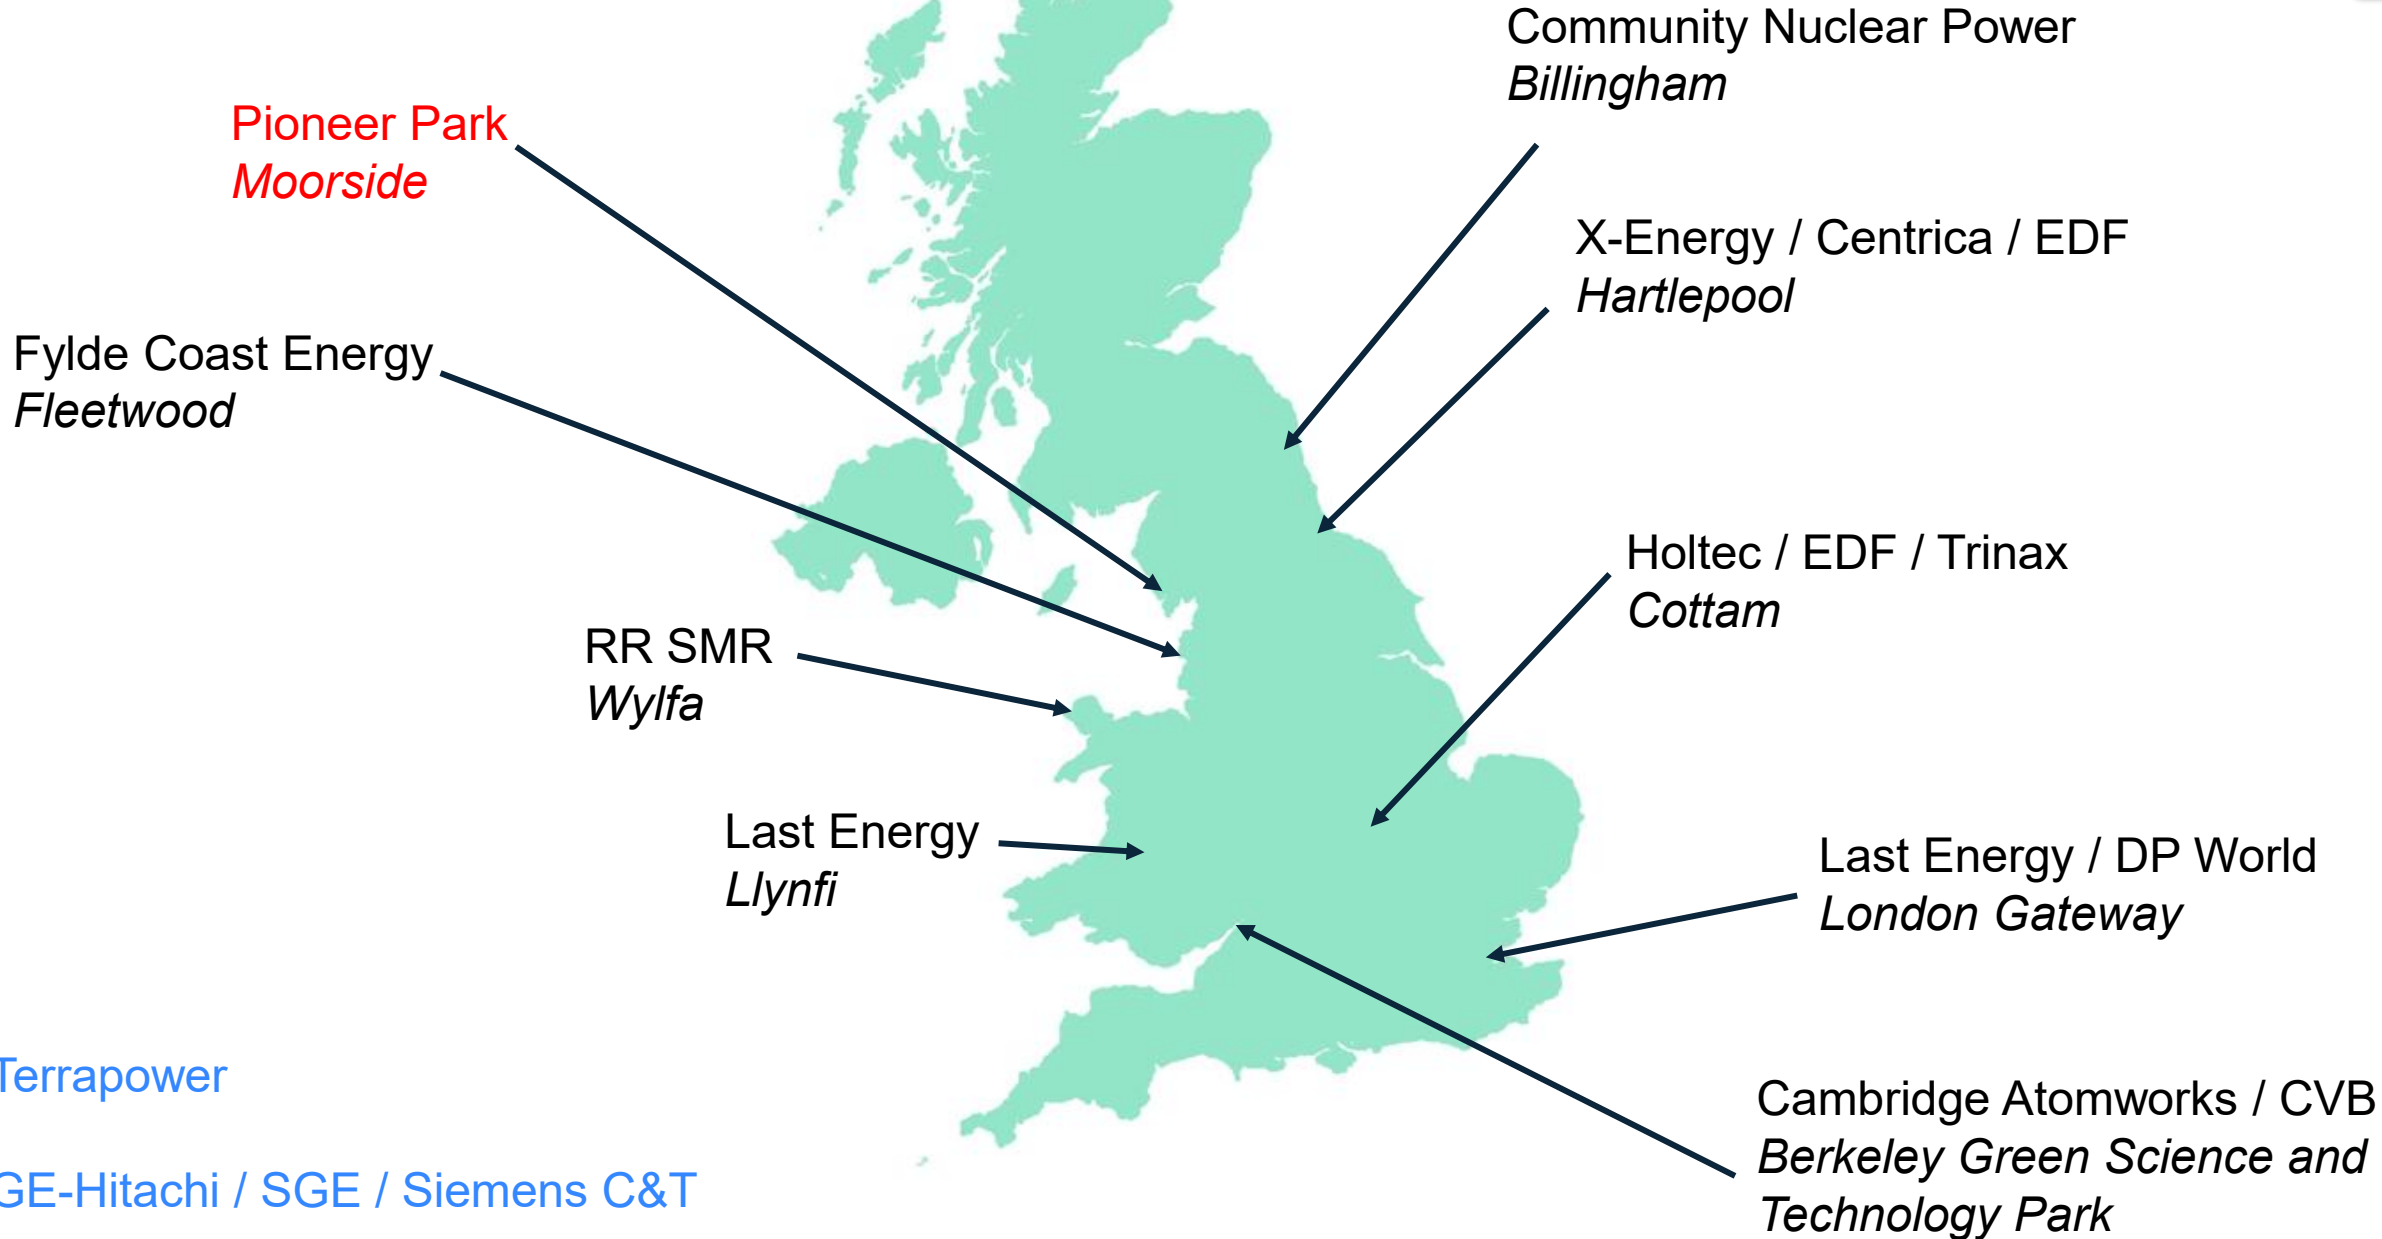 Community Nuclear Power
Billingham
Pioneer Park
Moorside
X-Energy / Centrica / EDF
Hartlepool
Fylde Coast Energy
Fleetwood
Holtec / EDF / Trinax
Cottam
RR SMR
Wylfa
Last Energy
Llynfi
Last Energy / DP World
London Gateway
Terrapower
GE-Hitachi / SGE / Siemens C&T
Cambridge Atomworks / CVB
Berkeley Green Science and
Technology Park